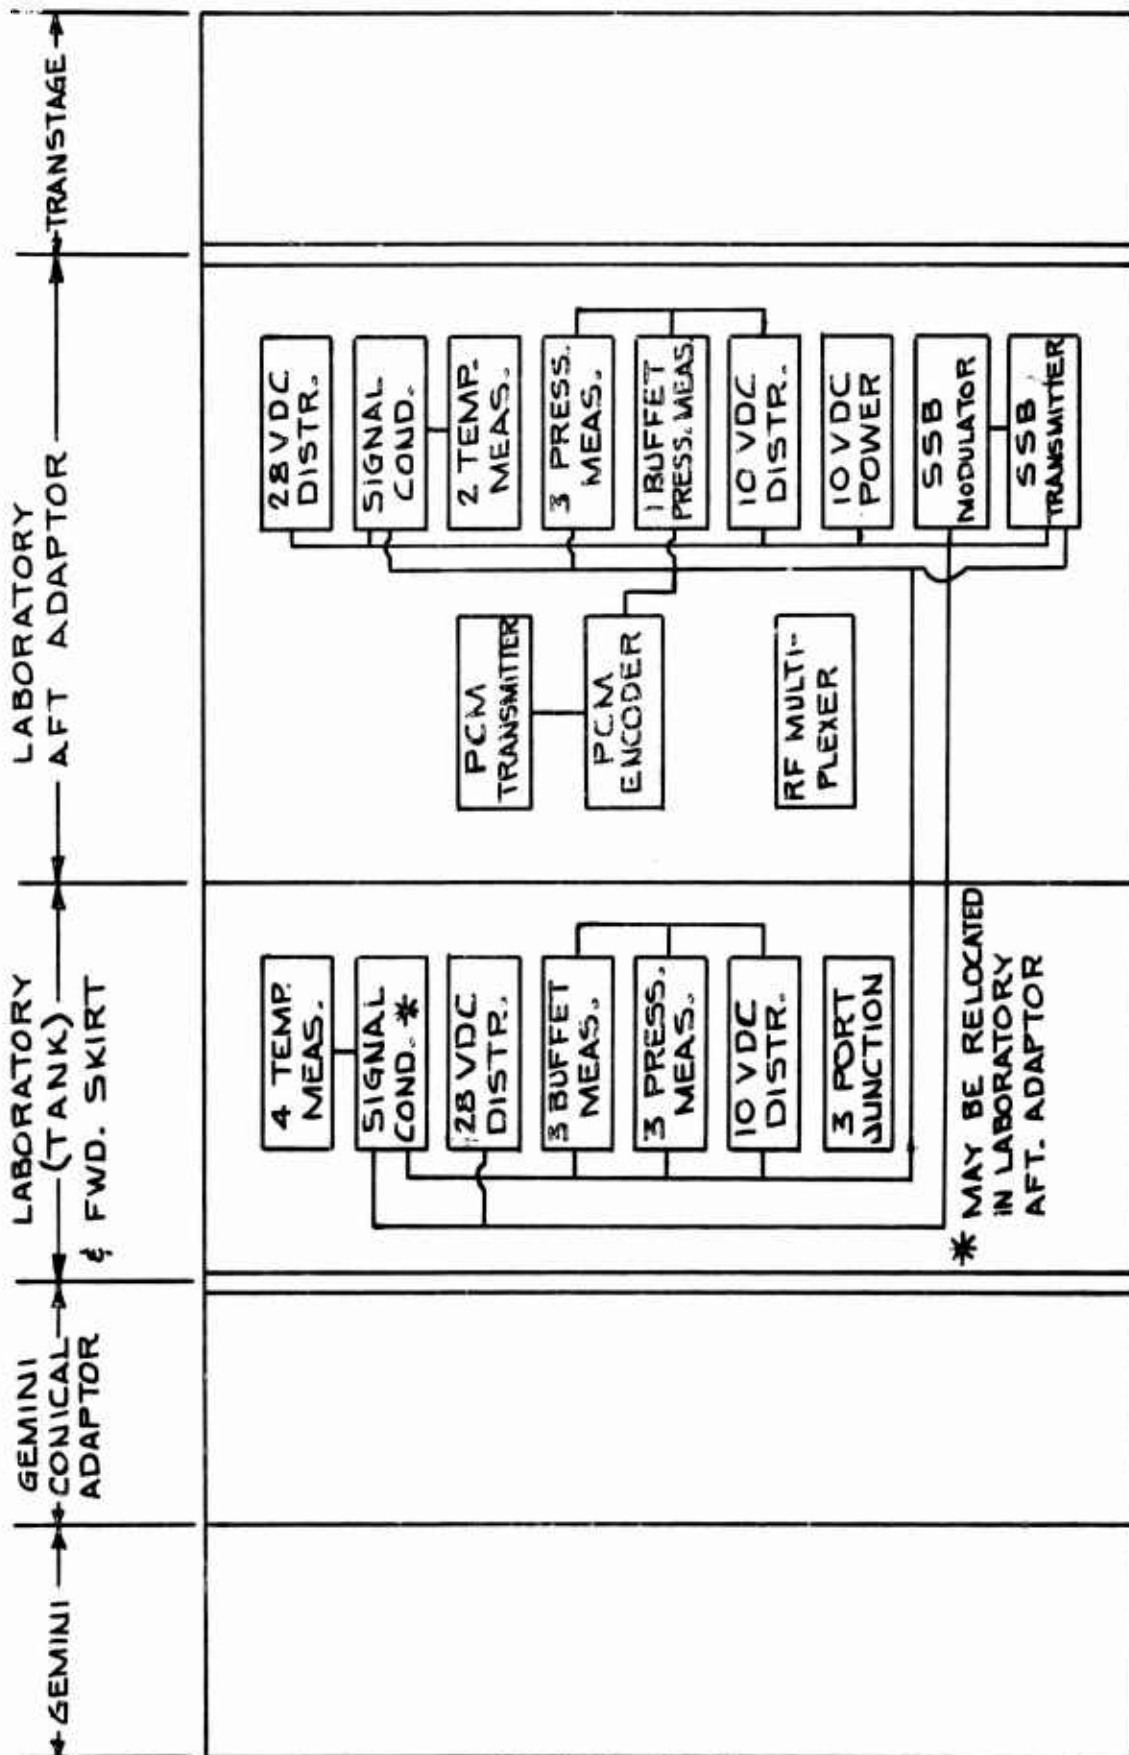 GEMINI
GEMINI
CONICAL
ADAPTOR
LABORATORY
(TANK)
& FWD. SKIRT
LABORATORY
AFT ADAPTOR
TRANSTAGE
4 TEMP.
MEAS.
SIGNAL
COND. *
28 VDC
DISTR.
3 BUFFET
MEAS.
3 PRESS.
MEAS.
10 VDC
DISTR.
3 PORT
JUNCTION
* MAY BE RELOCATED
IN LABORATORY
AFT. ADAPTOR
PCM
TRANSMITTER
PCM
ENCODER
RF MULTI-
PLEXER
28 VDC
DISTR.
SIGNAL
COND.
2 TEMP.
MEAS.
3 PRESS.
MEAS.
1 BUFFET
PRESS. MEAS.
10 VDC
DISTR.
10 VDC
POWER
SSB
MODULATOR
SSB
TRANSMITTER